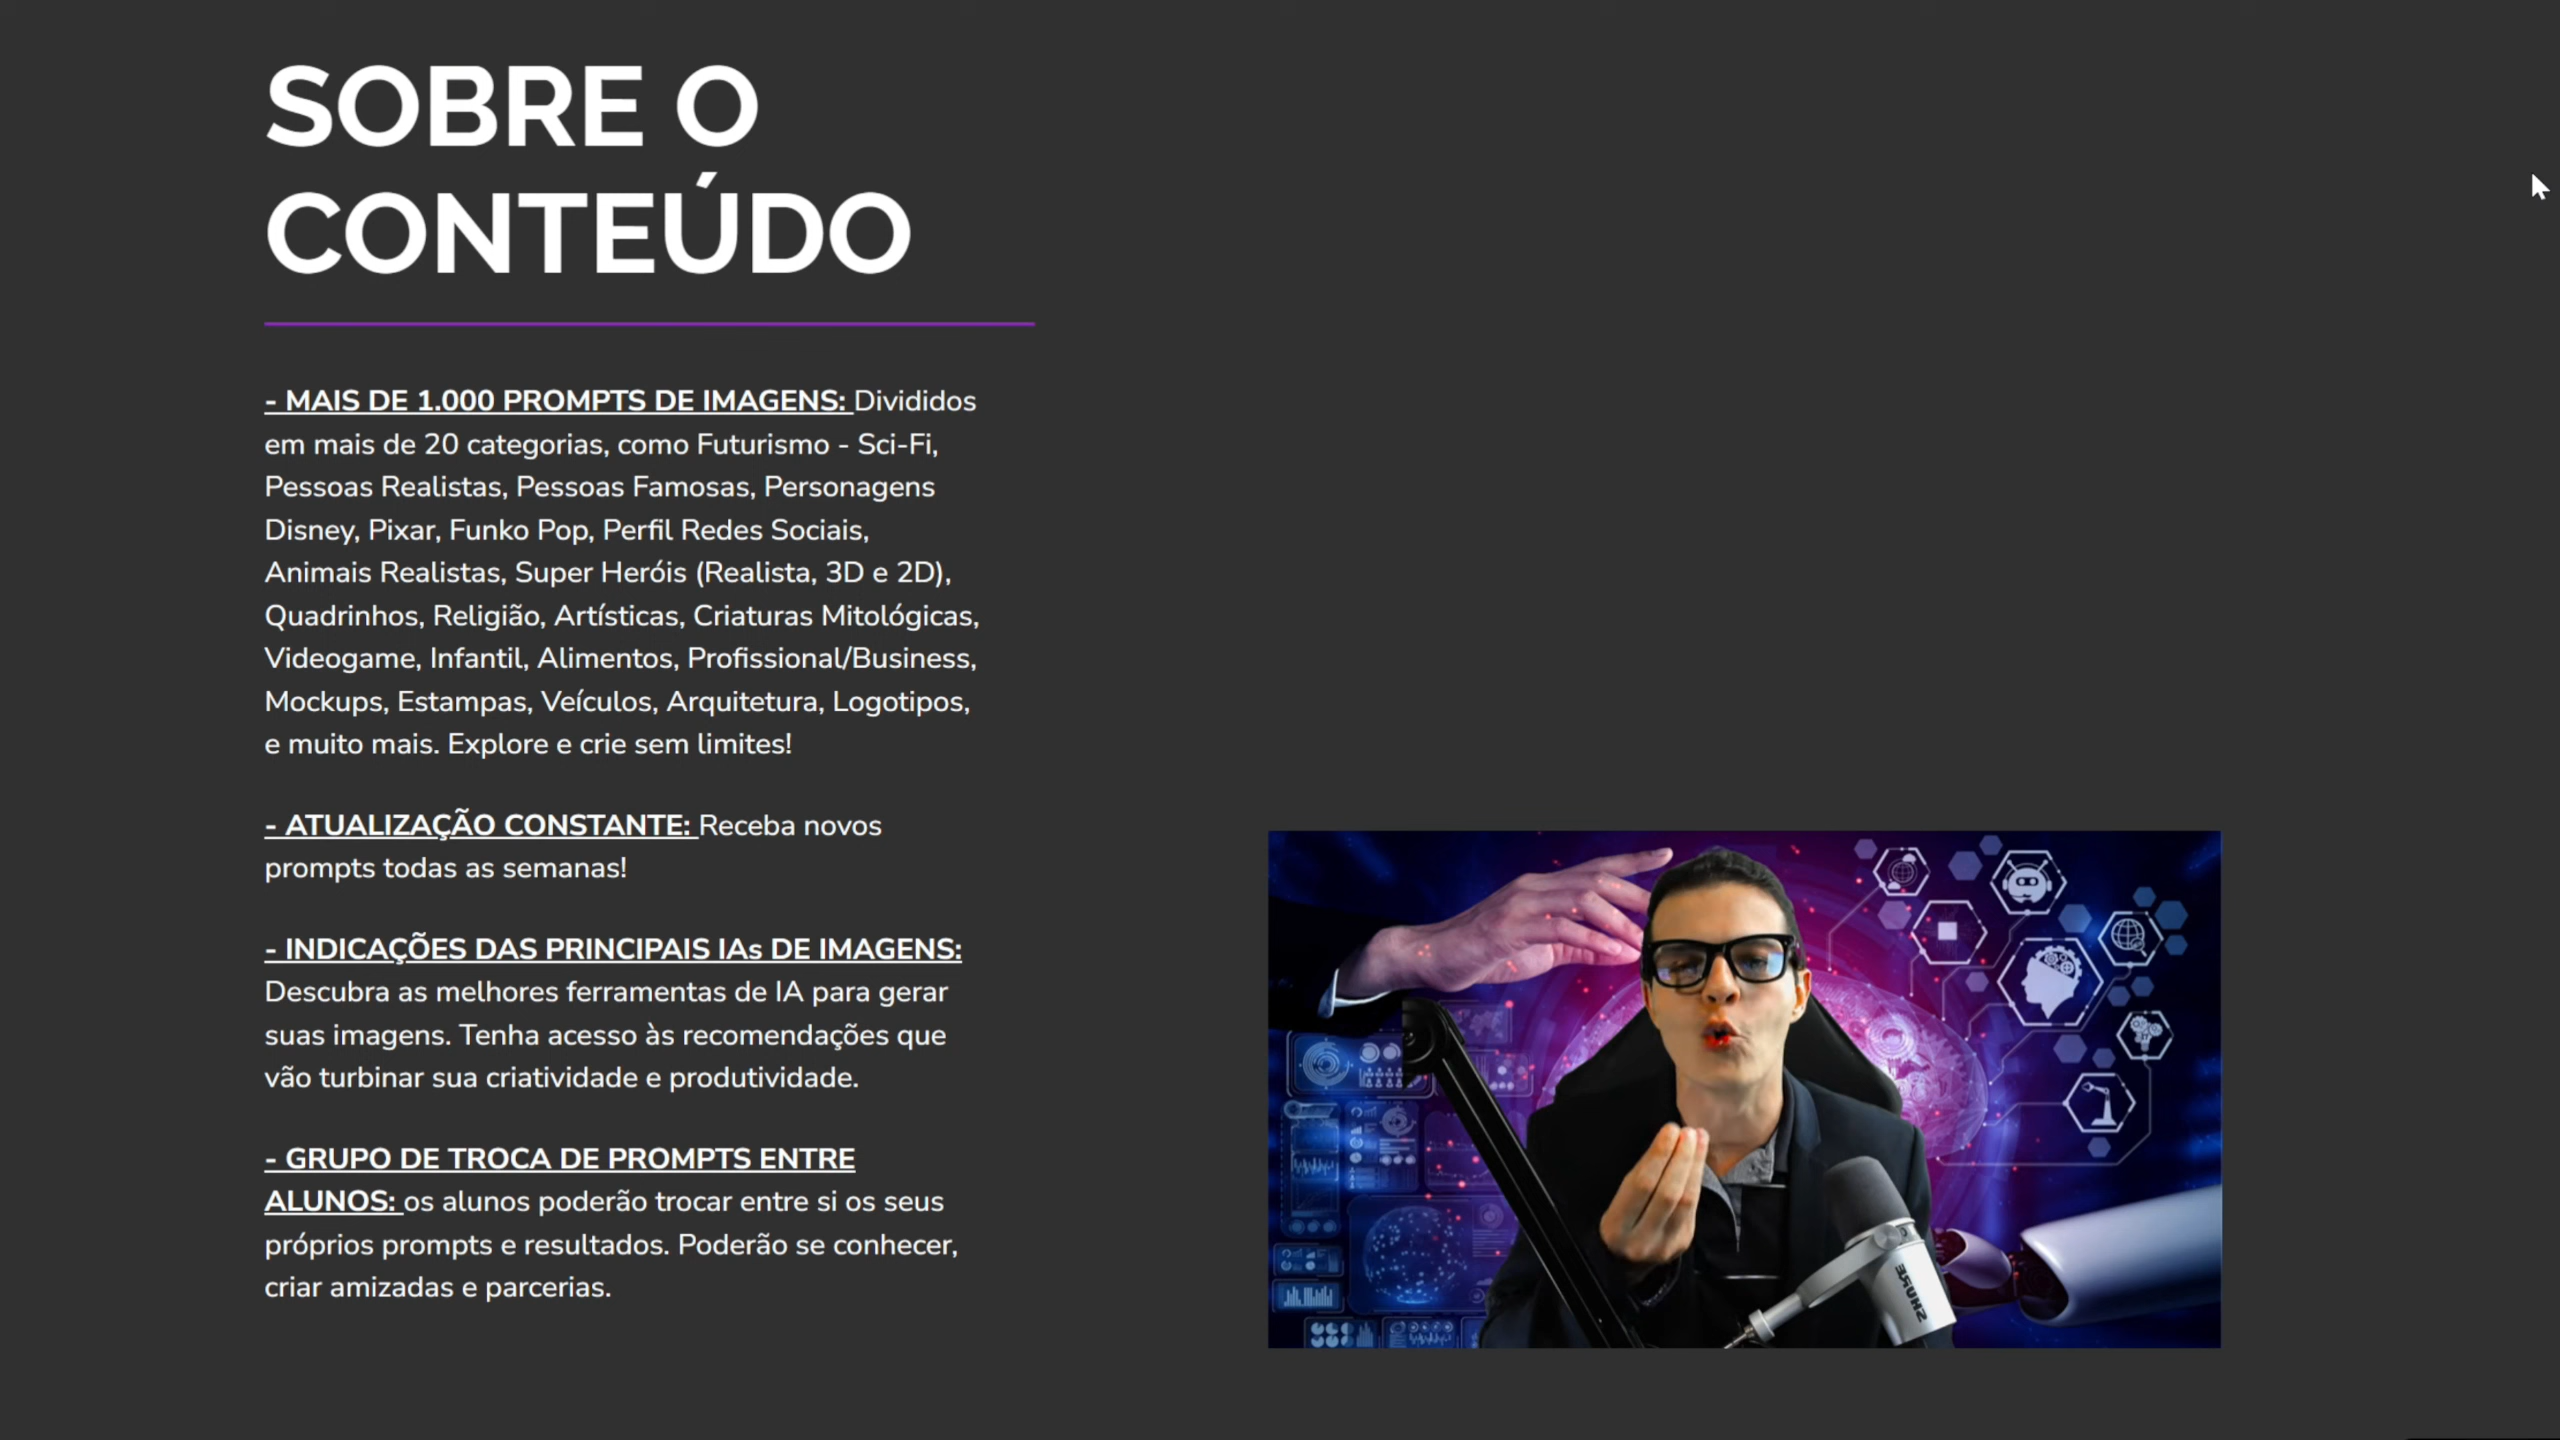 SOBRE O
CONTEÚDO
- MAIS DE 1.000 PROMPTS DE IMAGENS: Divididos
em mais de 20 categorias, como Futurismo - Sci-Fi,
Pessoas Realistas, Pessoas Famosas, Personagens
Disney, Pixar, Funko Pop, Perfil Redes Sociais,
Animais Realistas, Super Heróis (Realista, 3D e 2D),
Quadrinhos, Religião, Artísticas, Criaturas Mitológicas,
Videogame, Infantil, Alimentos, Profissional/Business,
Mockups, Estampas, Veículos, Arquitetura, Logotipos,
e muito mais. Explore e crie sem limites!
- ATUALIZAÇÃO CONSTANTE: Receba novos
prompts todas as semanas!
- INDICAÇÕES DAS PRINCIPAIS IAs DE IMAGENS:
Descubra as melhores ferramentas de IA para gerar
suas imagens. Tenha acesso às recomendações que
vão turbinar sua criatividade e produtividade.
- GRUPO DE TROCA DE PROMPTS ENTRE
ALUNOS: os alunos poderão trocar entre si os seus
próprios prompts e resultados. Poderão se conhecer,
criar amizadas e parcerias.
SHURE